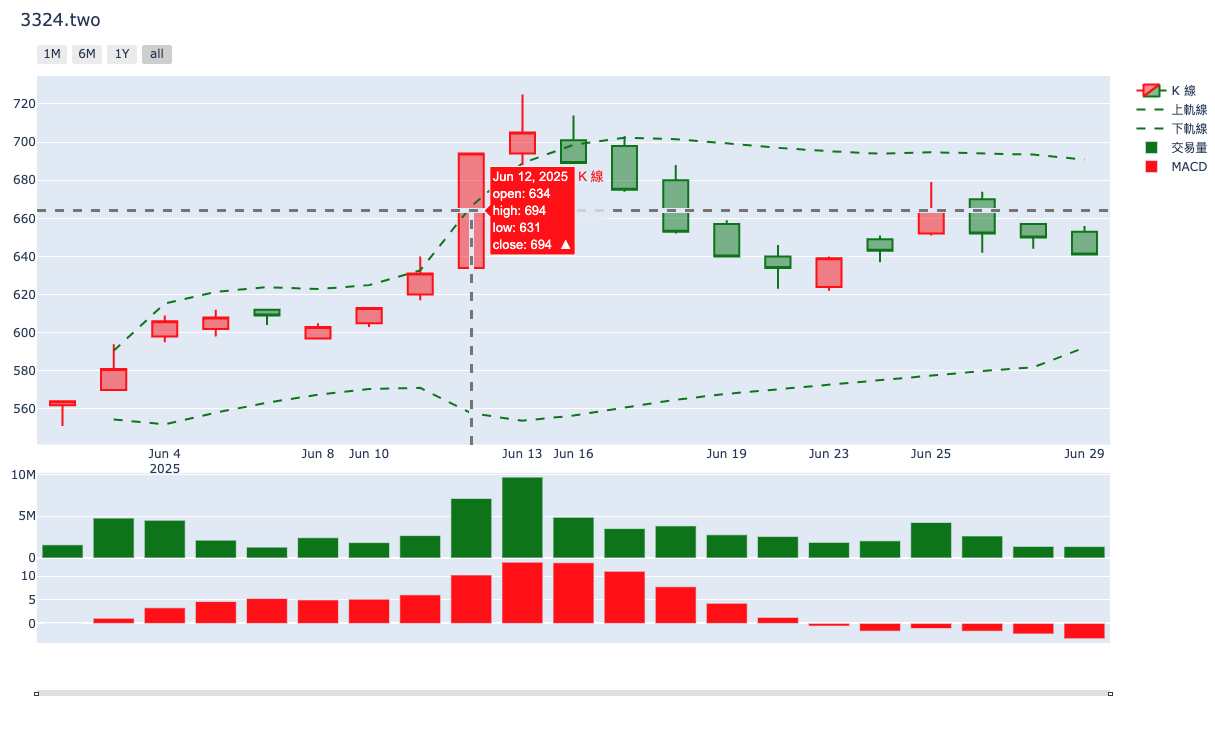 3324.two
1M 6M 1Y all
K 線
上軌線
下軌線
交易量
MACD
720
700
680
660
640
620
600
580
560
Jun 12, 2025 K 線
open: 634
high: 694
low: 631
close: 694 ▲
Jun 4 Jun 8 Jun 10 Jun 13 Jun 16 Jun 19 Jun 23 Jun 25 Jun 29
2025
10M
5M
0
10
5
0